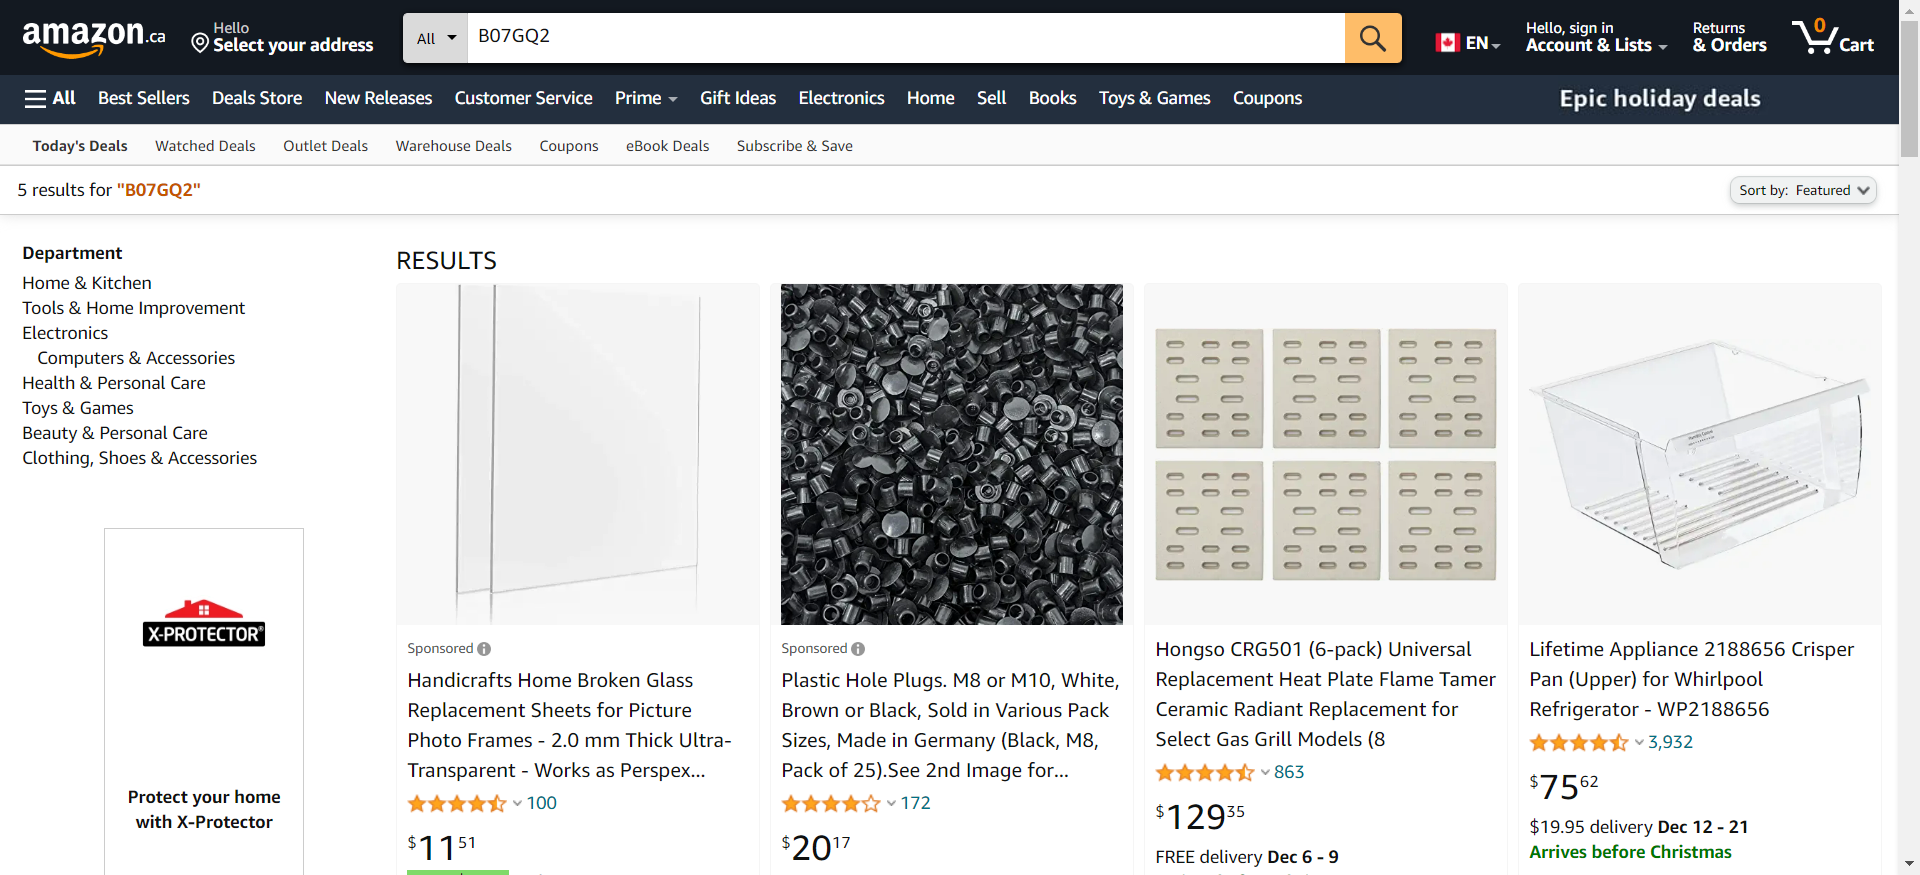 amazon.ca
Hello
Select your address
All
B07GQ2
EN
Hello, sign in
Account & Lists
Returns
& Orders
0
Cart
All
Best Sellers
Deals Store
New Releases
Customer Service
Prime
Gift Ideas
Electronics
Home
Sell
Books
Toys & Games
Coupons
Epic holiday deals
Today's Deals
Watched Deals
Outlet Deals
Warehouse Deals
Coupons
eBook Deals
Subscribe & Save
5 results for "B07GQ2"
Sort by: Featured
Department
Home & Kitchen
Tools & Home Improvement
Electronics
Computers & Accessories
Health & Personal Care
Toys & Games
Beauty & Personal Care
Clothing, Shoes & Accessories
X-PROTECTOR®
Protect your home
with X-Protector
RESULTS
Sponsored
Handicrafts Home Broken Glass
Replacement Sheets for Picture
Photo Frames - 2.0 mm Thick Ultra-
Transparent - Works as Perspex...
100
$11 51
Sponsored
Plastic Hole Plugs. M8 or M10, White,
Brown or Black, Sold in Various Pack
Sizes, Made in Germany (Black, M8,
Pack of 25).See 2nd Image for...
172
$20 17
Hongso CRG501 (6-pack) Universal
Replacement Heat Plate Flame Tamer
Ceramic Radiant Replacement for
Select Gas Grill Models (8
863
$129 35
FREE delivery Dec 6 - 9
Lifetime Appliance 2188656 Crisper
Pan (Upper) for Whirlpool
Refrigerator - WP2188656
3,932
$75 62
$19.95 delivery Dec 12 - 21
Arrives before Christmas